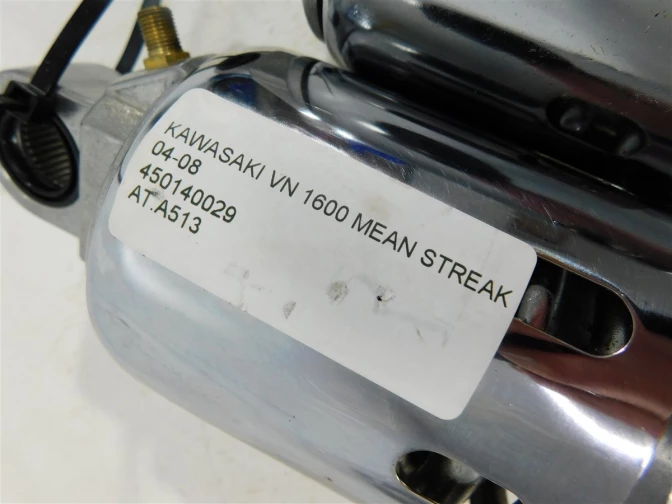 KAWASAKI VN 1600 MEAN STREAK
04-08
450140029
AT.A513